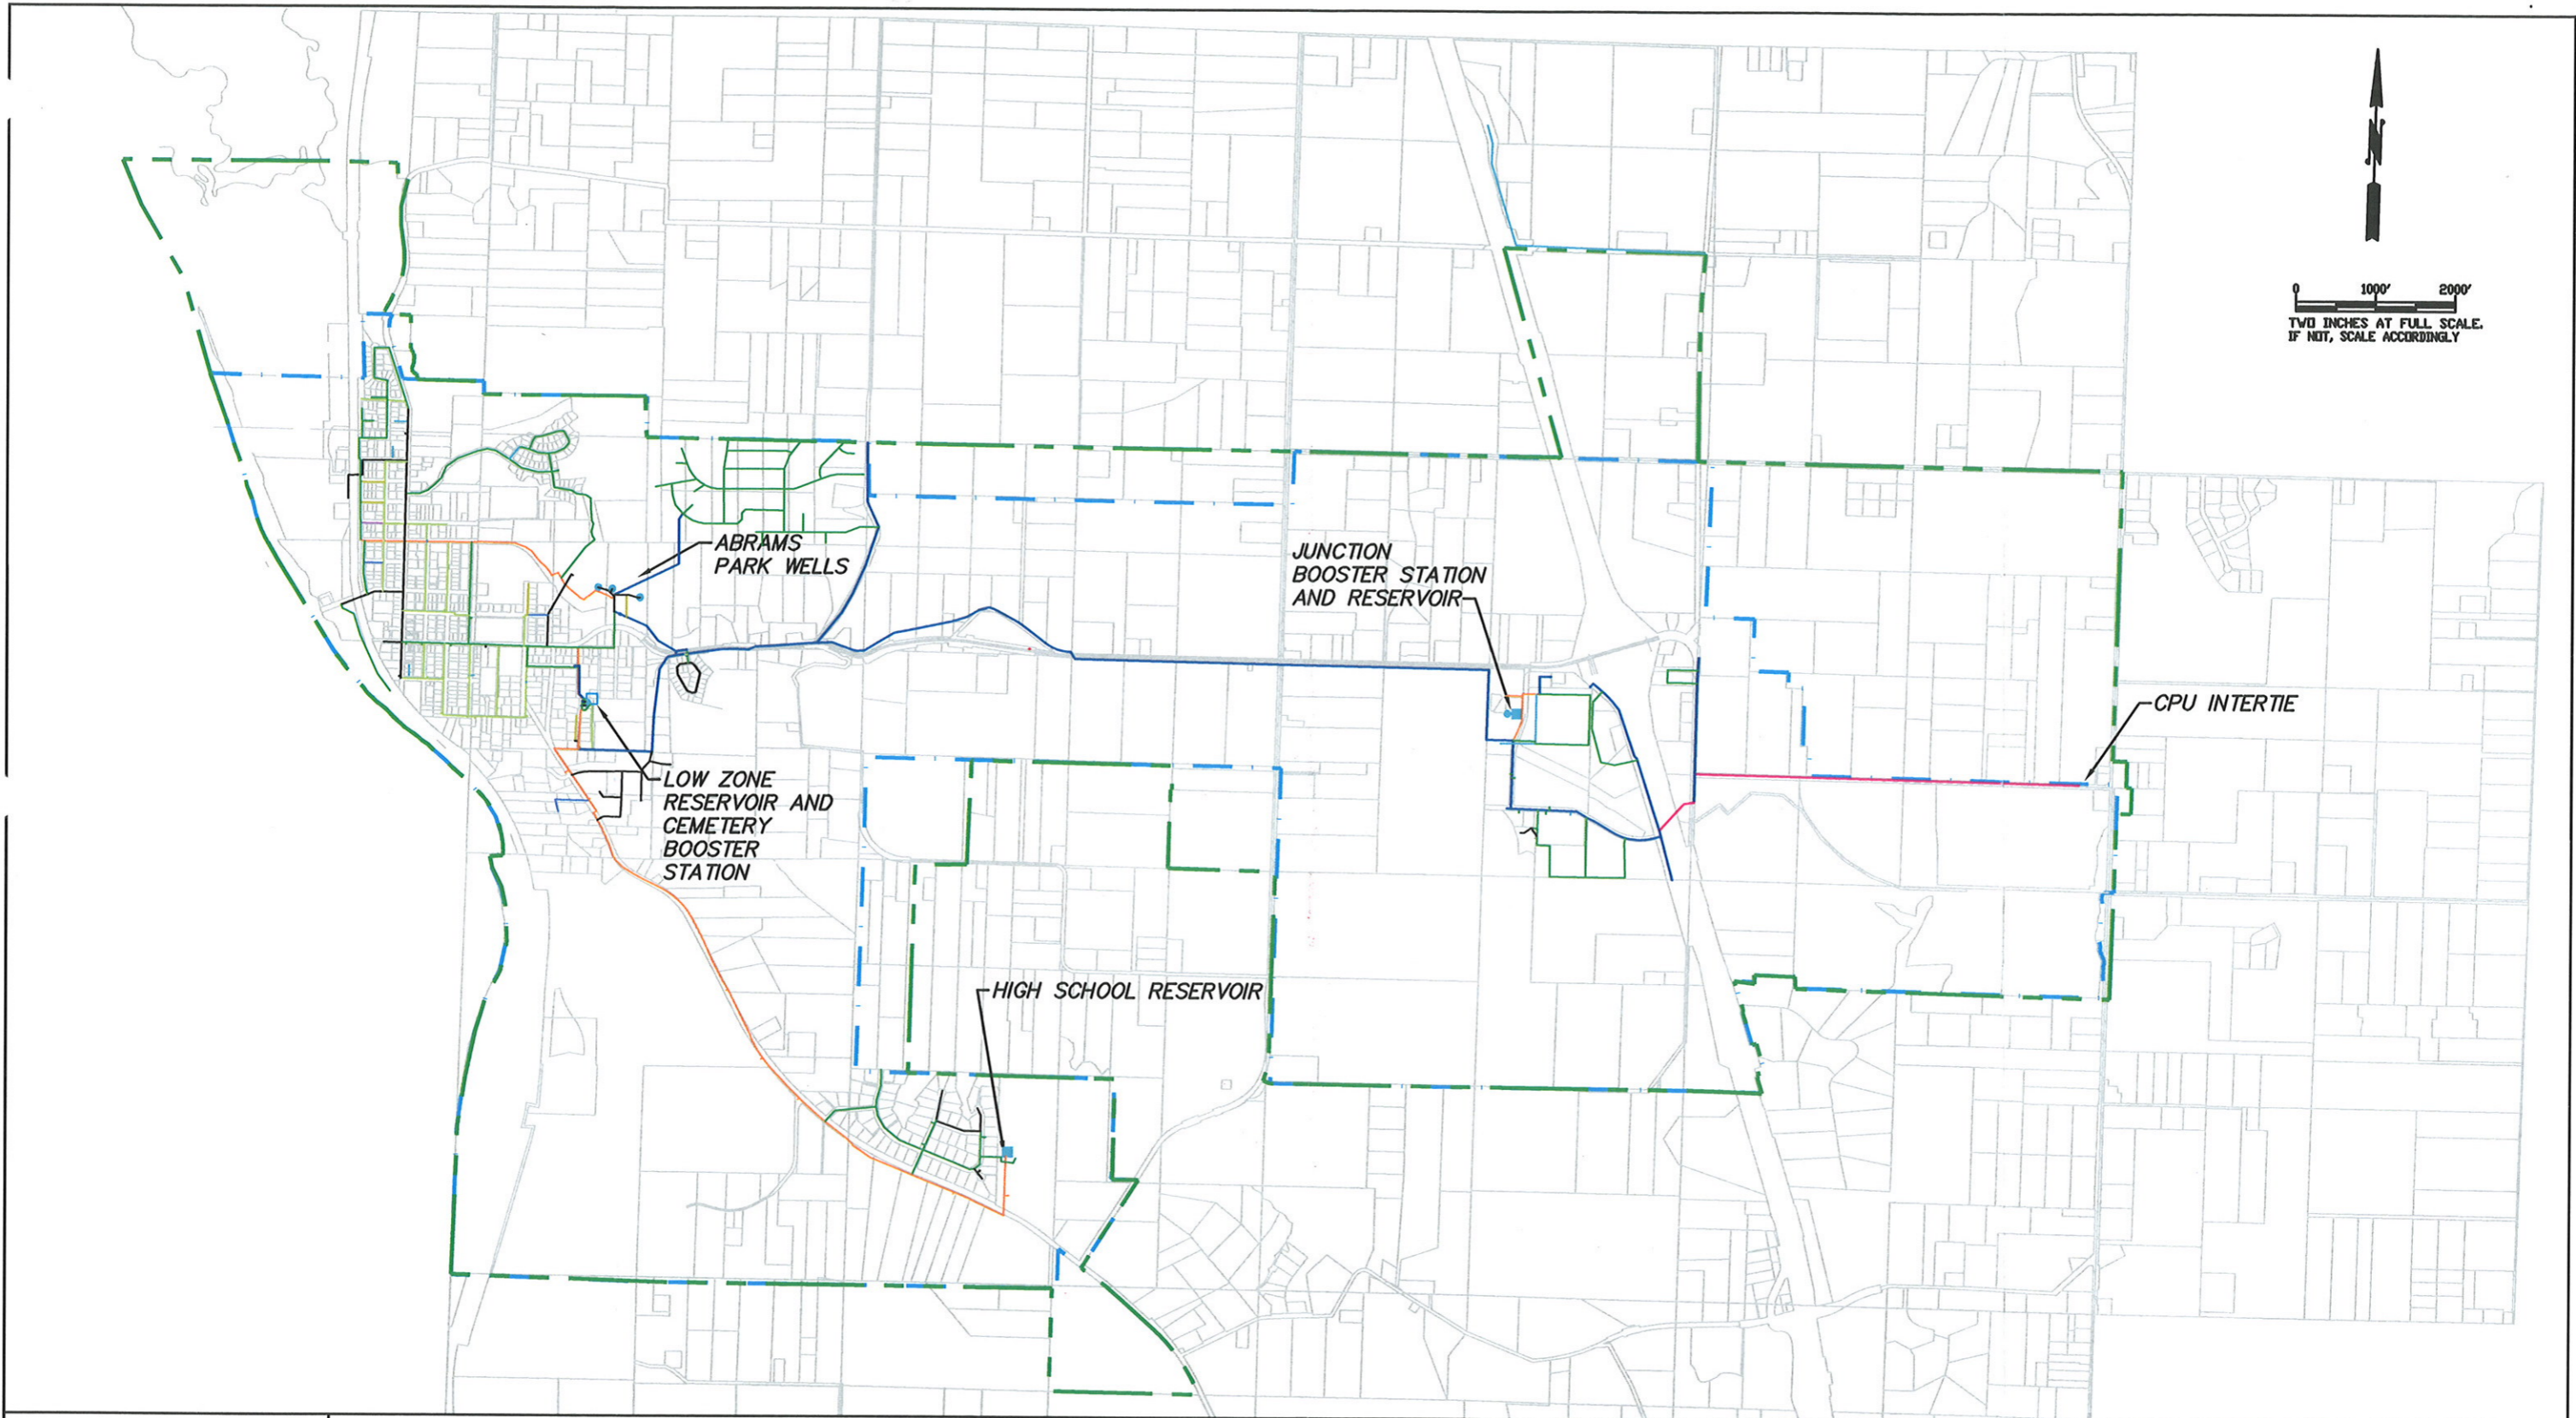 N
0 1000' 2000'
TWO INCHES AT FULL SCALE.
IF NOT, SCALE ACCORDINGLY
ABRAMS
PARK WELLS
JUNCTION
BOOSTER STATION
AND RESERVOIR
CPU INTERTIE
LOW ZONE
RESERVOIR AND
CEMETERY
BOOSTER
STATION
HIGH SCHOOL RESERVOIR